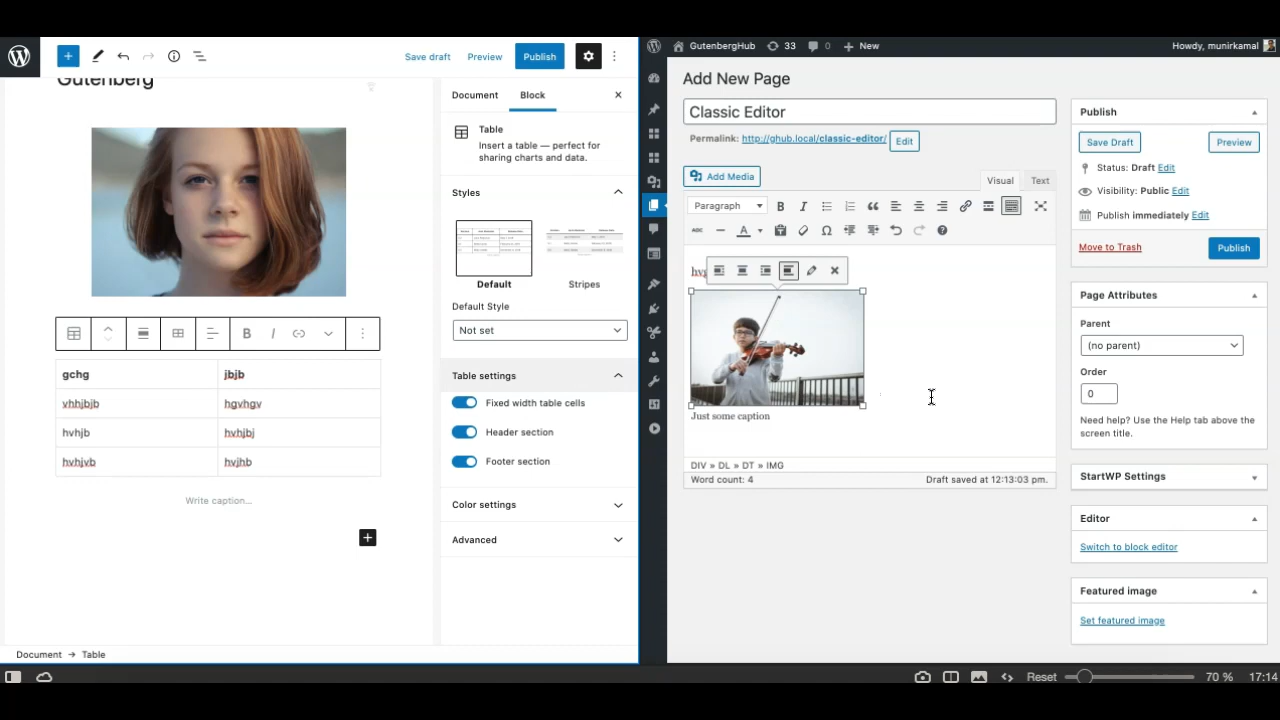 Save draft
Preview
Publish
Gutenberg
gchg
jbjb
vhhjbjb
hgvhgv
hvhjb
hvhjbj
hvhjvb
hvjhb
Write caption...
Document → Table
Document
Block
Table
Insert a table — perfect for
sharing charts and data.
Styles
Default
Stripes
Default Style
Not set
Table settings
Fixed width table cells
Header section
Footer section
Color settings
Advanced
GutenbergHub
33
0
New
Howdy, munirkamal
Add New Page
Classic Editor
Permalink: http://ghub.local/classic-editor/
Edit
Add Media
Visual
Text
Paragraph
B
I
ABC
A
Just some caption
DIV » DL » DT » IMG
Word count: 4
Draft saved at 12:13:03 pm.
Publish
Save Draft
Preview
Status: Draft Edit
Visibility: Public Edit
Publish immediately Edit
Move to Trash
Publish
Page Attributes
Parent
(no parent)
Order
0
Need help? Use the Help tab above the
screen title.
StartWP Settings
Editor
Switch to block editor
Featured image
Set featured image
Reset
70 %
17:14